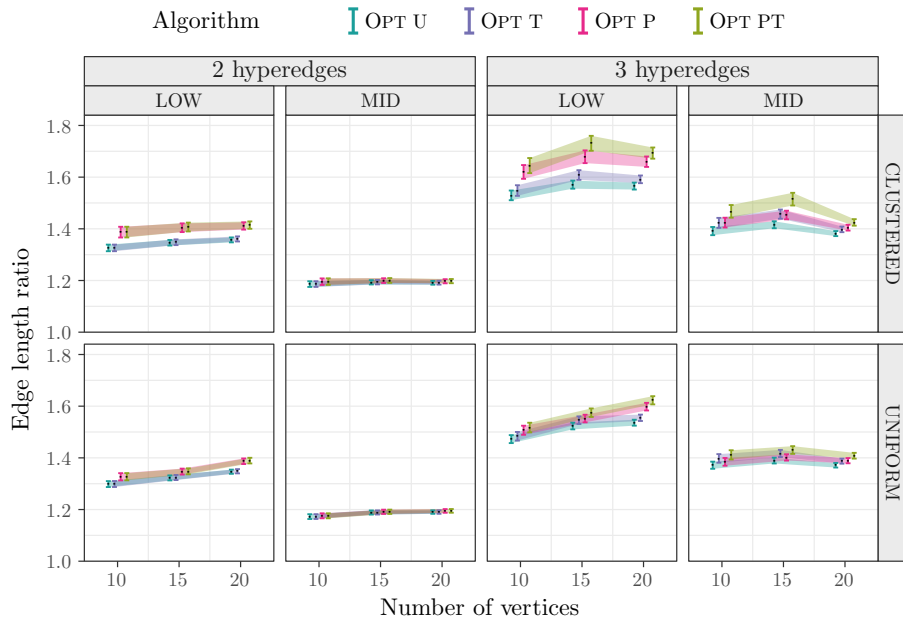 Algorithm OPT U OPT T OPT P OPT PT
2 hyperedges 3 hyperedges
LOW MID LOW MID
1.8
1.6
1.4
1.2
1.0
CLUSTERED
1.8
1.6
1.4
1.2
1.0
UNIFORM
Edge length ratio
10 15 20 10 15 20 10 15 20 10 15 20
Number of vertices